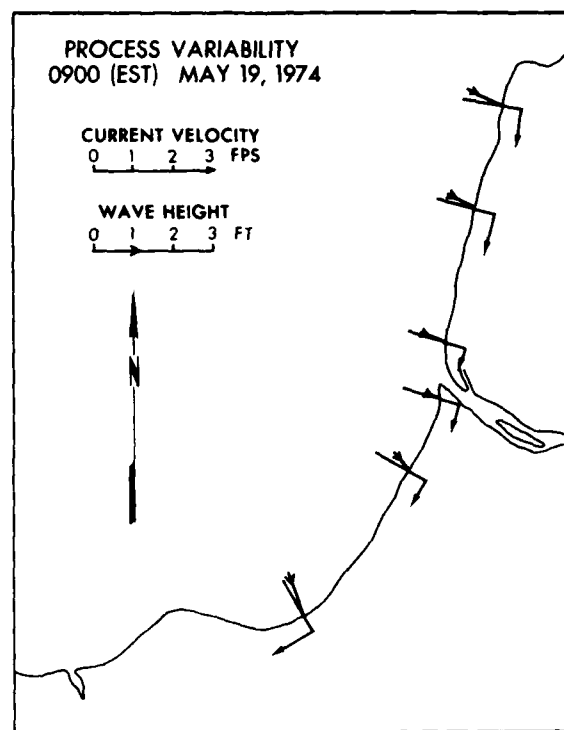 PROCESS VARIABILITY
0900 (EST) MAY 19, 1974
CURRENT VELOCITY
0 1 2 3 FPS
WAVE HEIGHT
0 1 2 3 FT
N